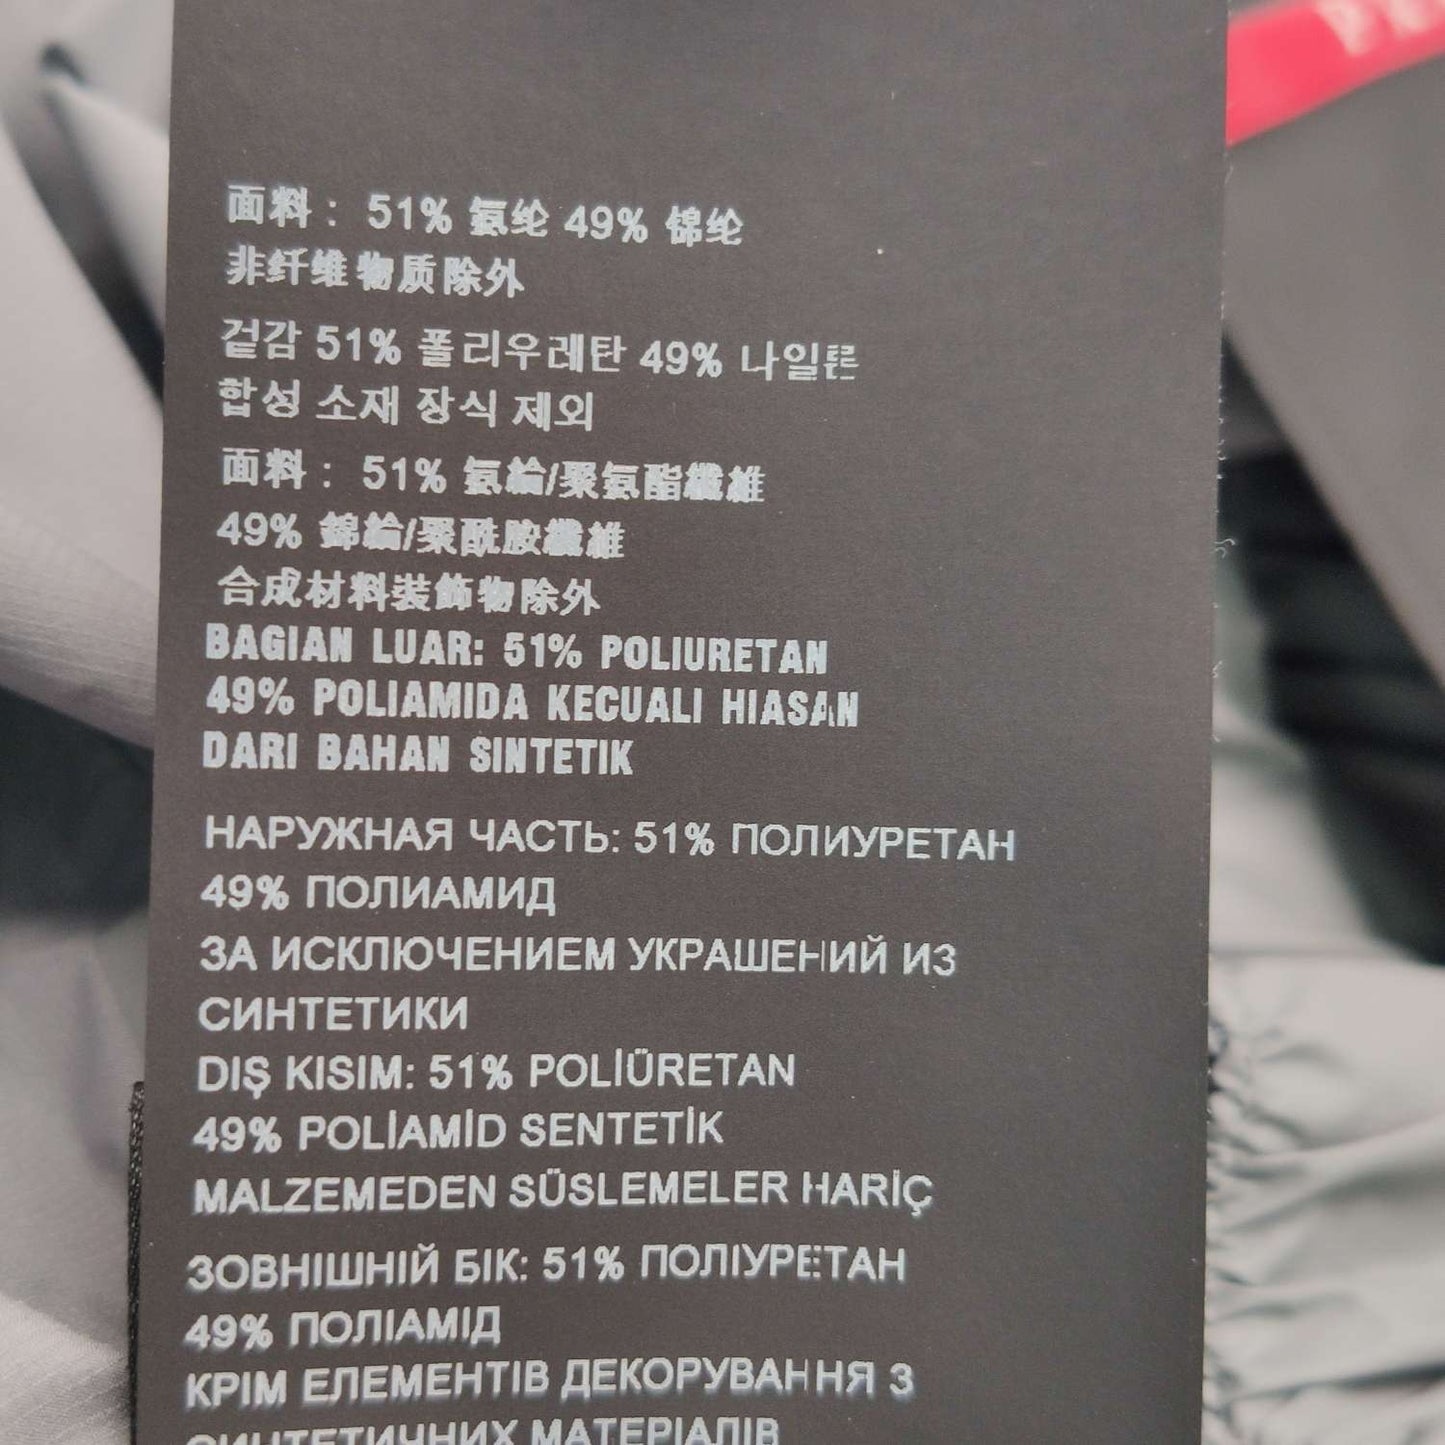 面料： 51% 氨纶 49% 锦纶
非纤维物质除外
겉감 51% 폴리우레탄 49% 나일론
합성 소재 장식 제외
面料： 51% 氨綸/聚氨酯纖維
49% 錦綸/聚酰胺纖維
合成材料裝飾物除外
BAGIAN LUAR: 51% POLIURETAN
49% POLIAMIDA KECUALI HIASAN
DARI BAHAN SINTETIK
НАРУЖНАЯ ЧАСТЬ: 51% ПОЛИУРЕТАН
49% ПОЛИАМИД
ЗА ИСКЛЮЧЕНИЕМ УКРАШЕНИЙ ИЗ
СИНТЕТИКИ
DIŞ KISIM: 51% POLİÜRETAN
49% POLİAMİD SENTETİK
MALZEMEDEN SÜSLEMELER HARİÇ
ЗОВНІШНІЙ БІК: 51% ПОЛІУРЕТАН
49% ПОЛІАМІД
КРІМ ЕЛЕМЕНТІВ ДЕКОРУВАННЯ З
СИНТЕТИЧНИХ МАТЕРІАЛІВ